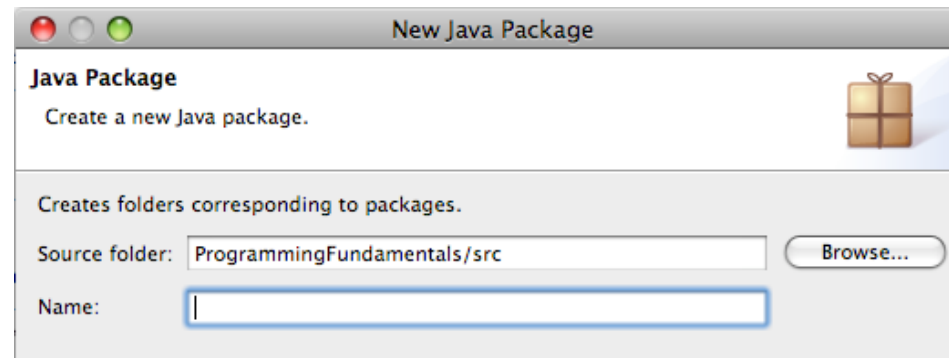 New Java Package
Java Package
Create a new Java package.
Creates folders corresponding to packages.
Source folder: ProgrammingFundamentals/src Browse...
Name: